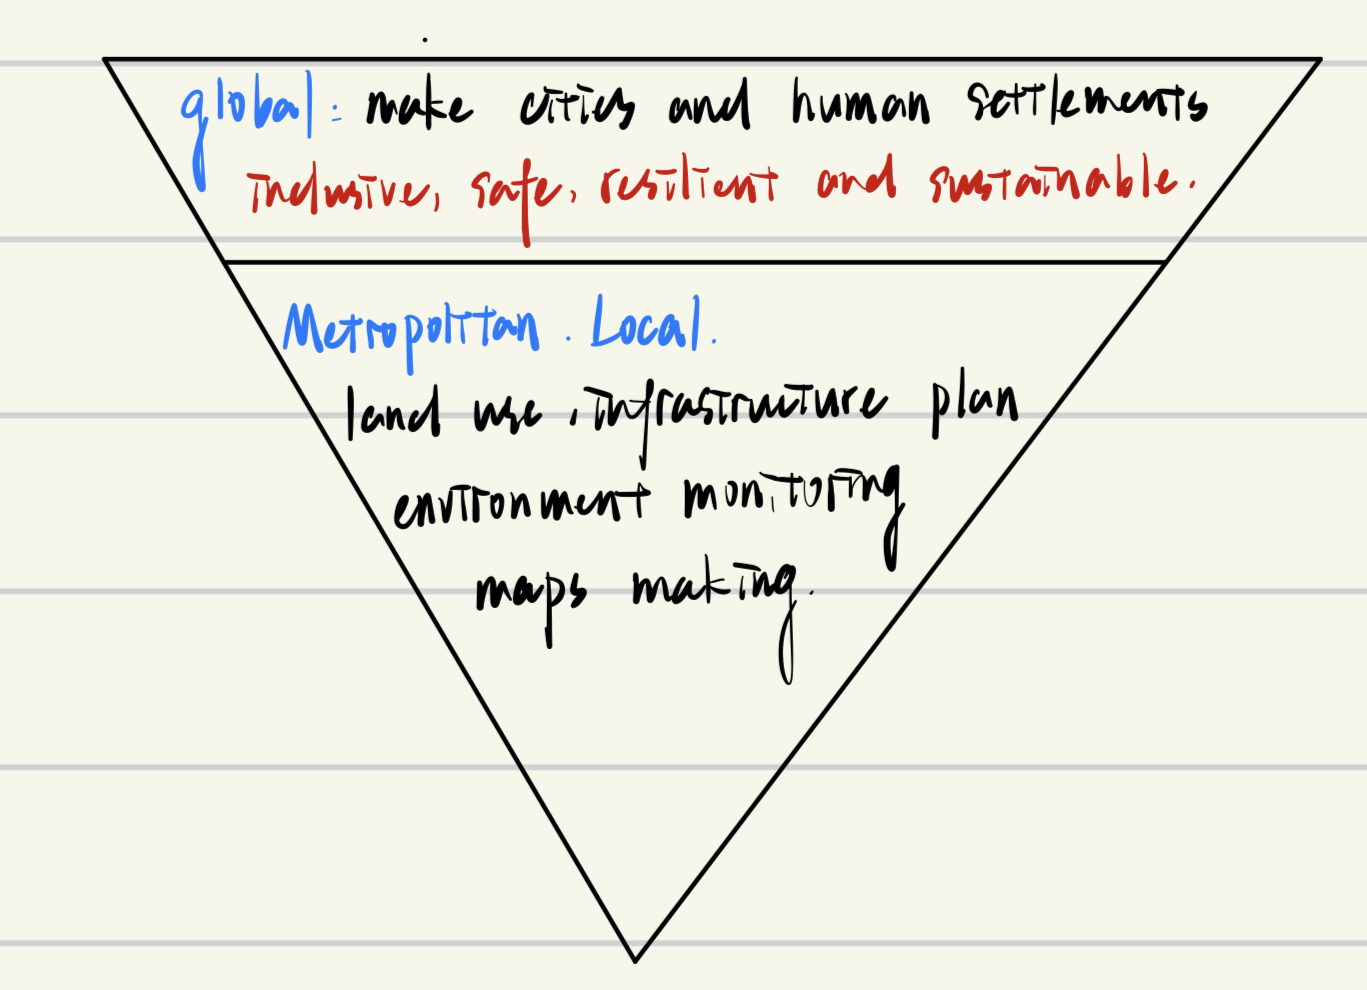 global: make cities and human settlements
inclusive, safe, resilient and sustainable.
Metropolitan. Local.
land use, infrastructure plan
environment monitoring
maps making.